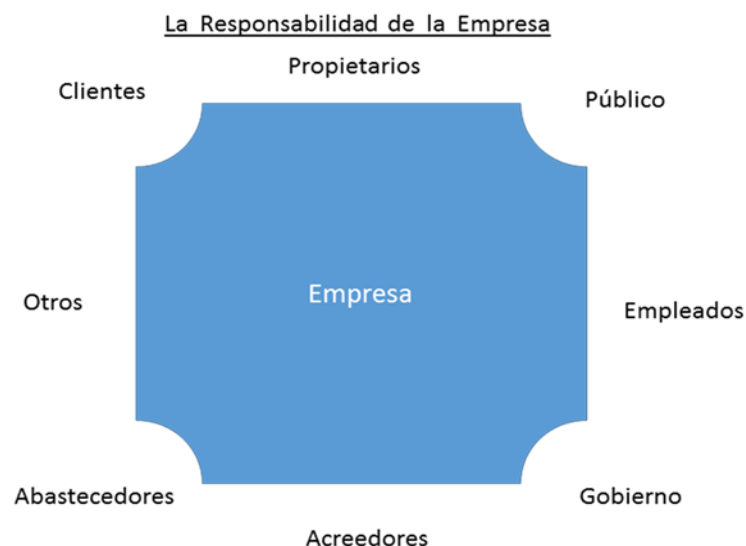 La Responsabilidad de la Empresa
Propietarios
Clientes
Público
Otros
Empresa
Empleados
Abastecedores
Gobierno
Acreedores